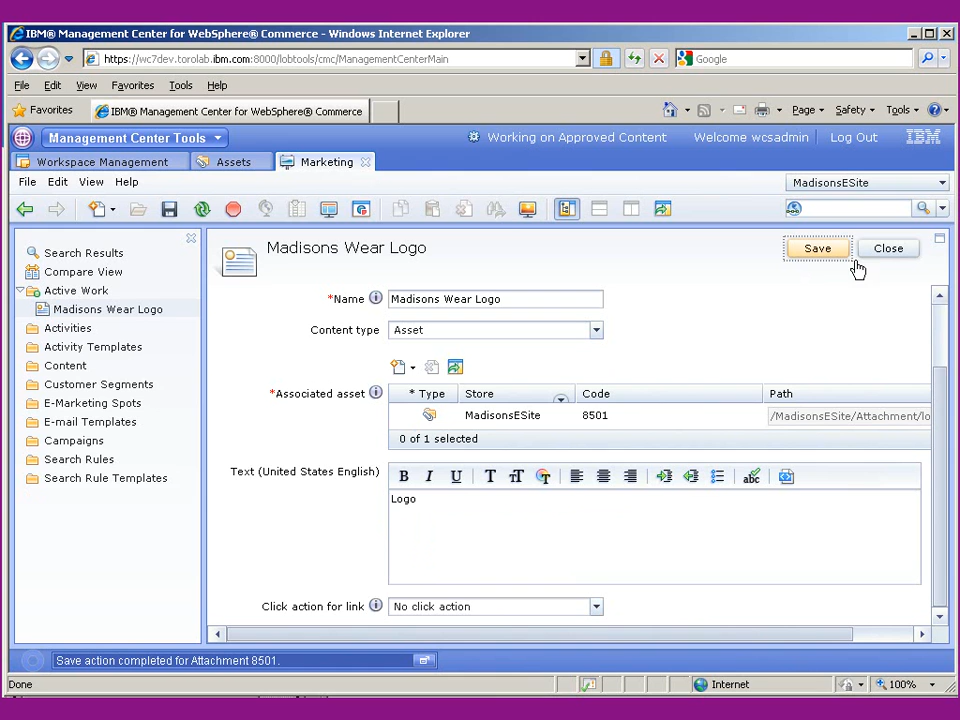 IBM® Management Center for WebSphere® Commerce - Windows Internet Explorer
https://wc7dev.torolab.ibm.com:8000/lobtools/cmc/ManagementCenterMain
Google
File Edit View Favorites Tools Help
Favorites
IBM® Management Center for WebSphere® Commerce
Page Safety Tools
Management Center Tools
Working on Approved Content
Welcome wcsadmin
Log Out
IBM
Workspace Management
Assets
Marketing
File Edit View Help
MadisonsESite
Search Results
Compare View
Active Work
Madisons Wear Logo
Activities
Activity Templates
Content
Customer Segments
E-Marketing Spots
E-mail Templates
Campaigns
Search Rules
Search Rule Templates
Madisons Wear Logo
Save
Close
*Name Madisons Wear Logo
Content type Asset
*Associated asset
* Type Store Code Path
MadisonsESite 8501 /MadisonsESite/Attachment/lo
0 of 1 selected
Text (United States English)
B I U T TT T abc
Logo
Click action for link No click action
Save action completed for Attachment 8501.
Done
Internet
100%